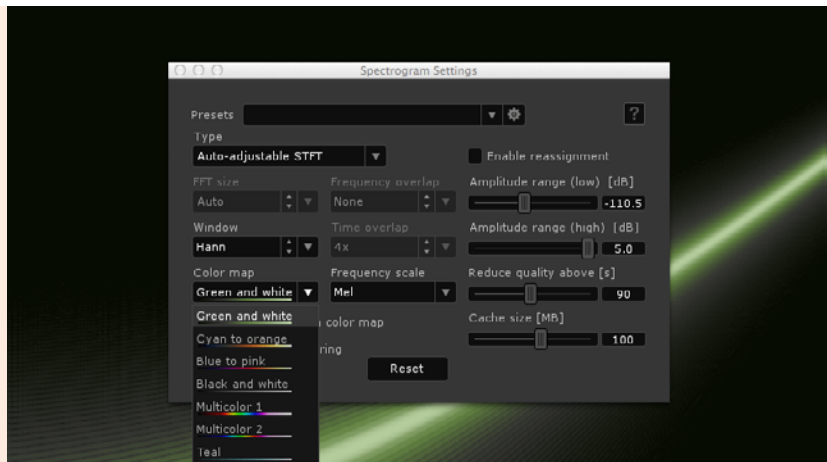 Spectrogram Settings
Presets
?
Type
Auto-adjustable STFT
Enable reassignment
FFT size
Frequency overlap
Amplitude range (low) [dB]
Auto
None
-110.5
Window
Time overlap
Amplitude range (high) [dB]
Hann
4x
5.0
Color map
Frequency scale
Reduce quality above [s]
Green and white
Mel
90
Green and white
color map
Cache size [MB]
Cyan to orange
100
Blue to pink
Reset
Black and white
Multicolor 1
Multicolor 2
Teal